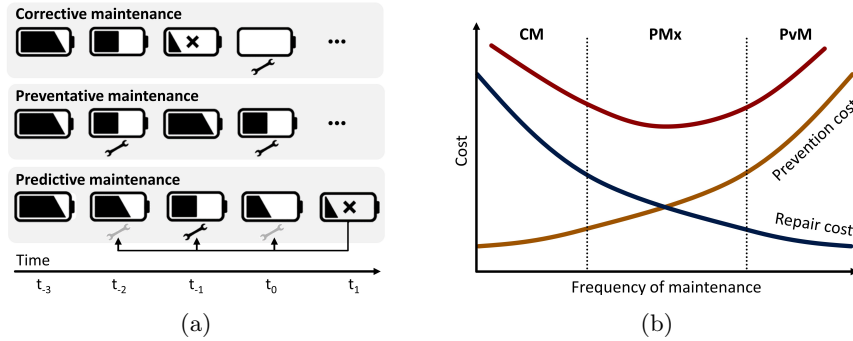 Corrective maintenance
...
Preventative maintenance
...
Predictive maintenance
Time
t-3 t-2 t-1 t0 t1
(a)
CM PMx PvM
Cost
Prevention cost
Repair cost
Frequency of maintenance
(b)